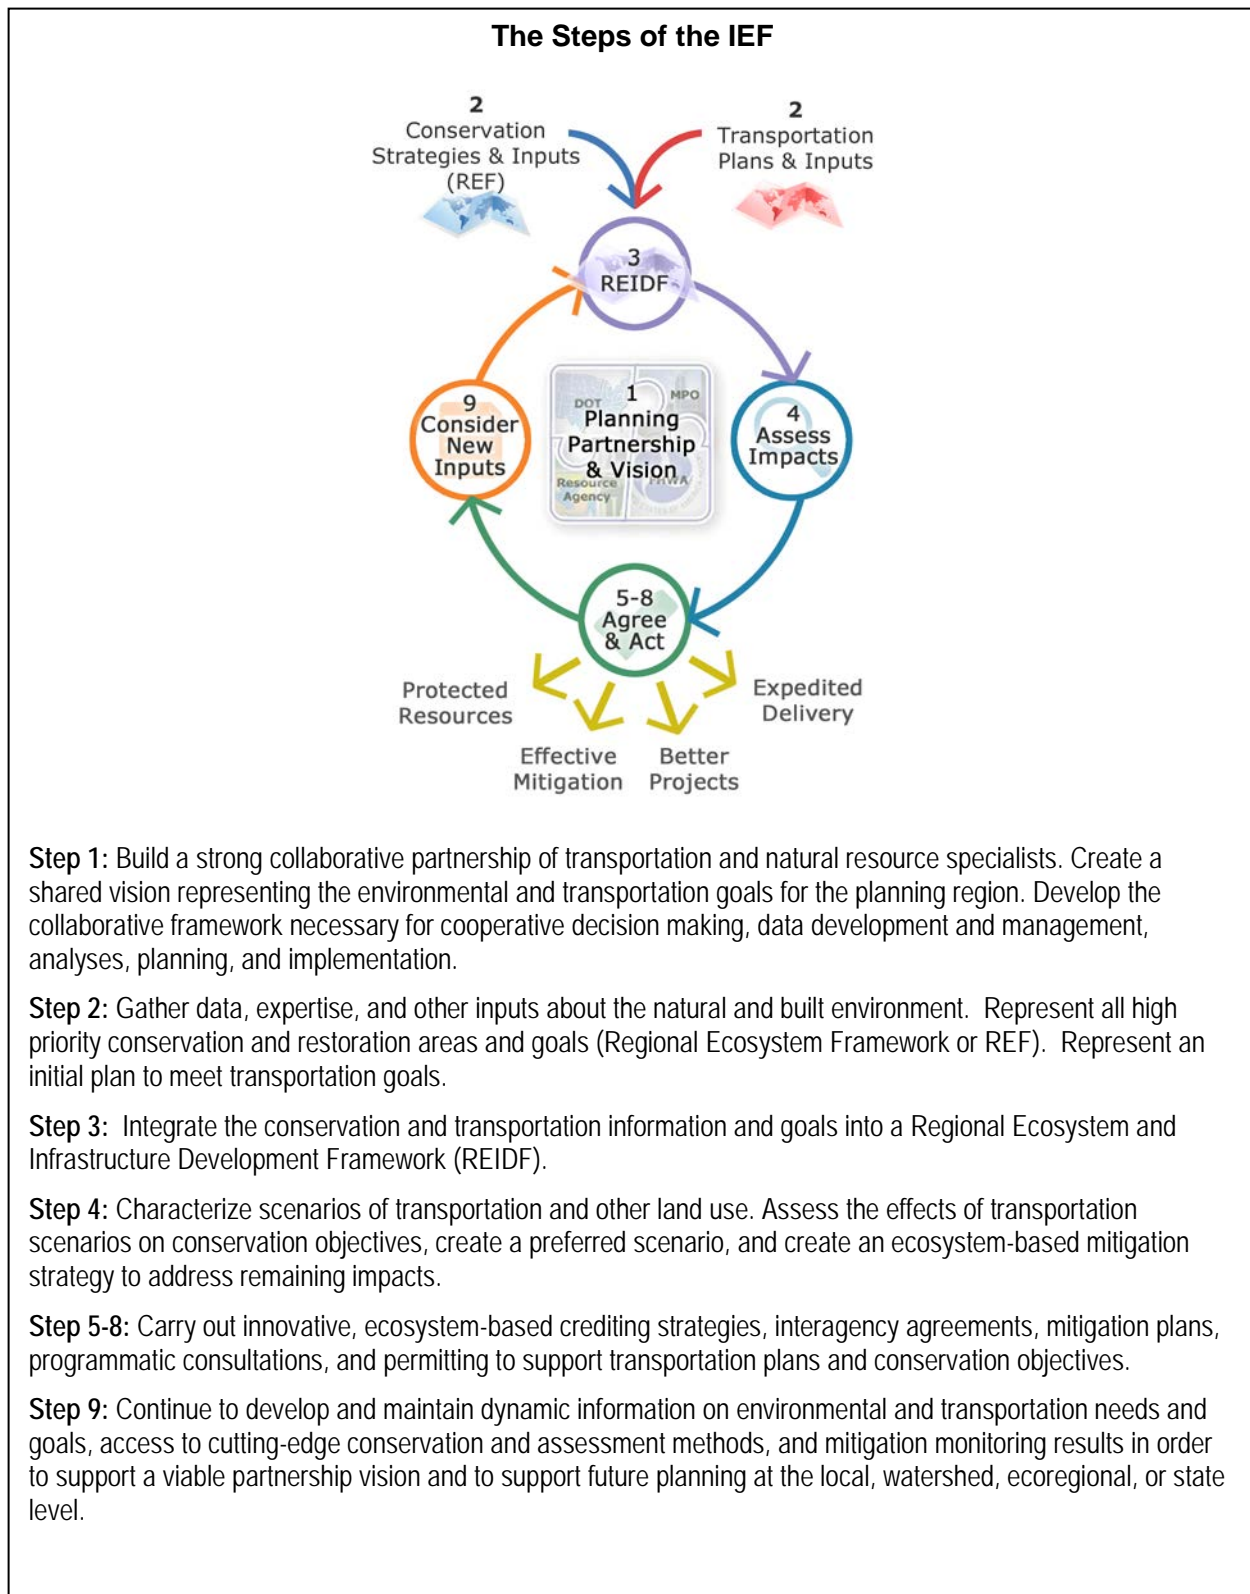 The Steps of the IEF
2
Conservation
Strategies & Inputs
(REF)
2
Transportation
Plans & Inputs
3
REIDF
9
Consider
New
Inputs
DOT
MPO
1
Planning
Partnership
& Vision
Resource
Agency
FHWA
4
Assess
Impacts
5-8
Agree
& Act
Protected
Resources
Effective
Mitigation
Better
Projects
Expedited
Delivery
Step 1: Build a strong collaborative partnership of transportation and natural resource specialists. Create a
shared vision representing the environmental and transportation goals for the planning region. Develop the
collaborative framework necessary for cooperative decision making, data development and management,
analyses, planning, and implementation.
Step 2: Gather data, expertise, and other inputs about the natural and built environment.  Represent all high
priority conservation and restoration areas and goals (Regional Ecosystem Framework or REF).  Represent an
initial plan to meet transportation goals.
Step 3:  Integrate the conservation and transportation information and goals into a Regional Ecosystem and
Infrastructure Development Framework (REIDF).
Step 4: Characterize scenarios of transportation and other land use. Assess the effects of transportation
scenarios on conservation objectives, create a preferred scenario, and create an ecosystem-based mitigation
strategy to address remaining impacts.
Step 5-8: Carry out innovative, ecosystem-based crediting strategies, interagency agreements, mitigation plans,
programmatic consultations, and permitting to support transportation plans and conservation objectives.
Step 9: Continue to develop and maintain dynamic information on environmental and transportation needs and
goals, access to cutting-edge conservation and assessment methods, and mitigation monitoring results in order
to support a viable partnership vision and to support future planning at the local, watershed, ecoregional, or state
level.